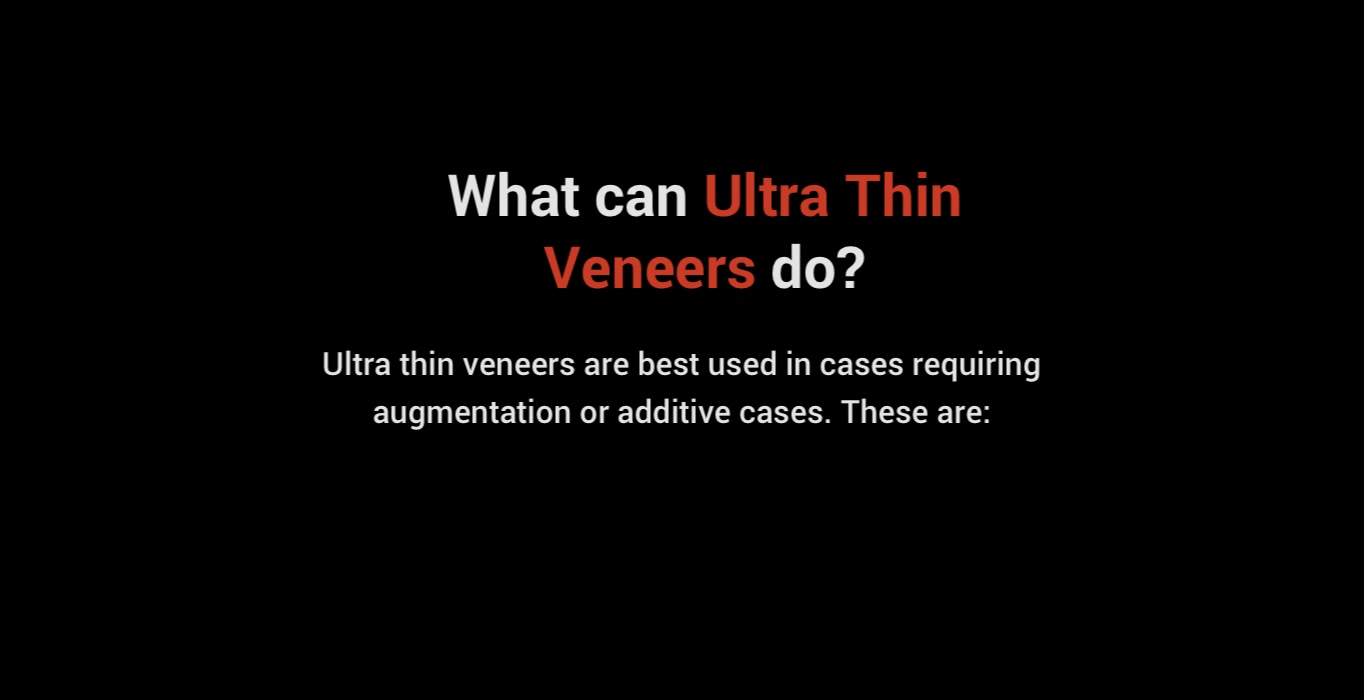 What can Ultra Thin
Veneers do?
Ultra thin veneers are best used in cases requiring
augmentation or additive cases. These are: